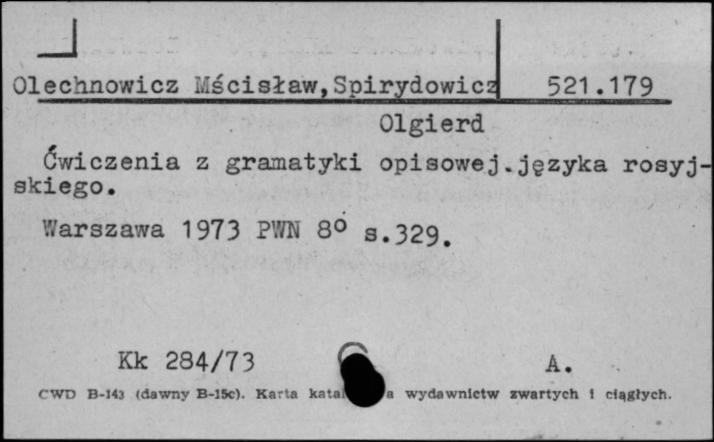 Olechnowicz Mścisław,Spirydowicz 521.179
Olgierd
Ćwiczenia z gramatyki opisowej.języka rosyj-
skiego.
Warszawa 1973 PWN 8° s.329.
Kk 284/73 A.
CWD B-143 (dawny B-15c). Karta wydawnictw zwartych i ciągłych.